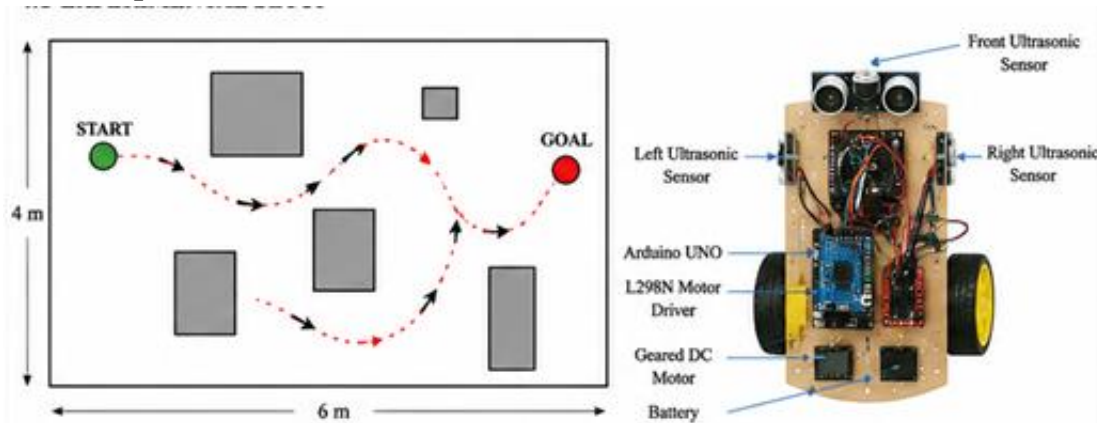 START
GOAL
4 m
6 m
Front Ultrasonic
Sensor
Left Ultrasonic
Sensor
Right Ultrasonic
Sensor
Arduino UNO
L298N Motor
Driver
Geared DC
Motor
Battery